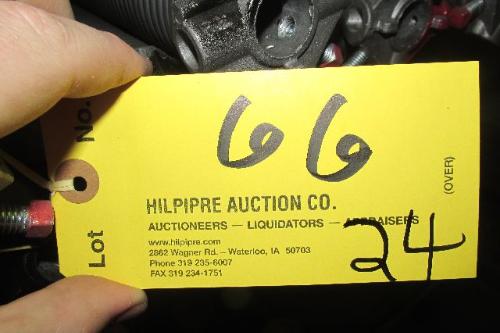 Lot No.
66
HILPIPRE AUCTION CO.
AUCTIONEERS — LIQUIDATORS — APPRAISERS
www.hilpipre.com
2862 Wagner Rd. – Waterloo, IA 50703
Phone 319 235-6007
FAX 319 234-1751
24
(OVER)